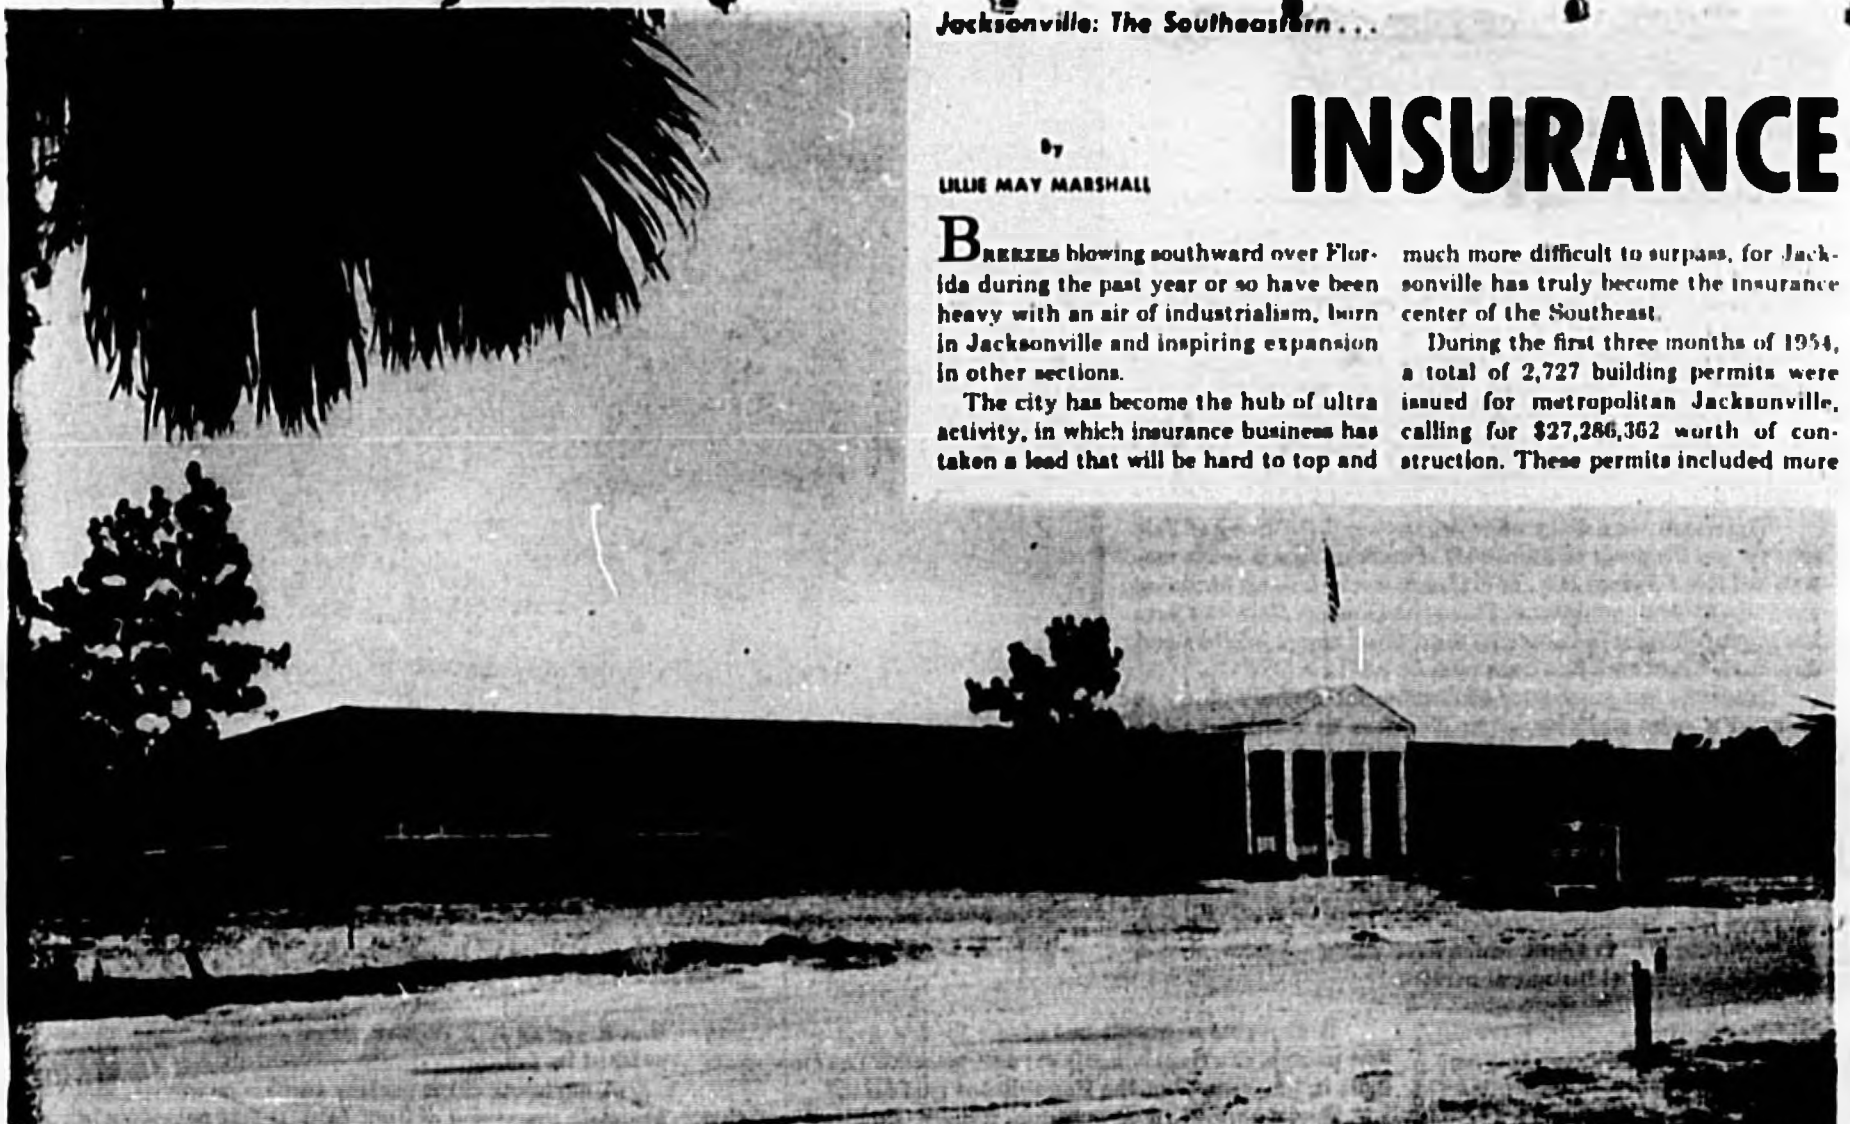 Jacksonville: The Southeastern . . .
INSURANCE
By
LILLIE MAY MARSHALL
BREEZES blowing southward over Flor-
ida during the past year or so have been
heavy with an air of industrialism, born
in Jacksonville and inspiring expansion
in other sections.
The city has become the hub of ultra
activity, in which insurance business has
taken a lead that will be hard to top and
much more difficult to surpass, for Jack-
sonville has truly become the insurance
center of the Southeast.
During the first three months of 1954,
a total of 2,727 building permits were
issued for metropolitan Jacksonville,
calling for $27,286,362 worth of con-
struction. These permits included more